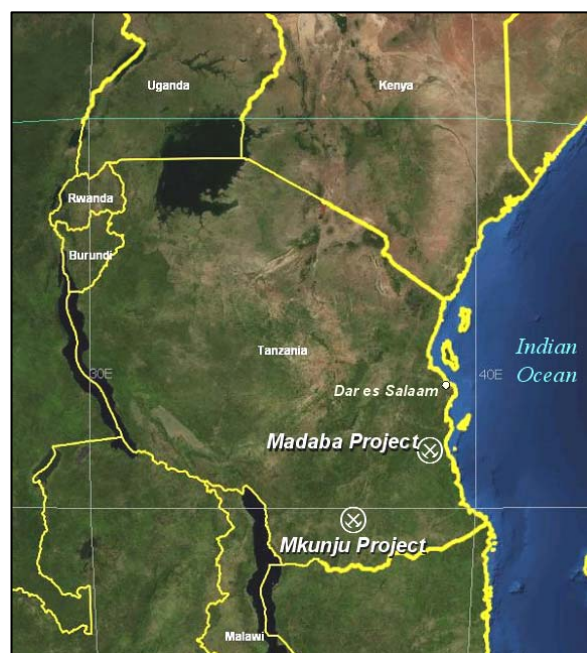 Uganda
Kenya
Rwanda
Burundi
Tanzania
30E
40E
Indian
Ocean
Dar es Salaam
Madaba Project
Mkunju Project
Malawi